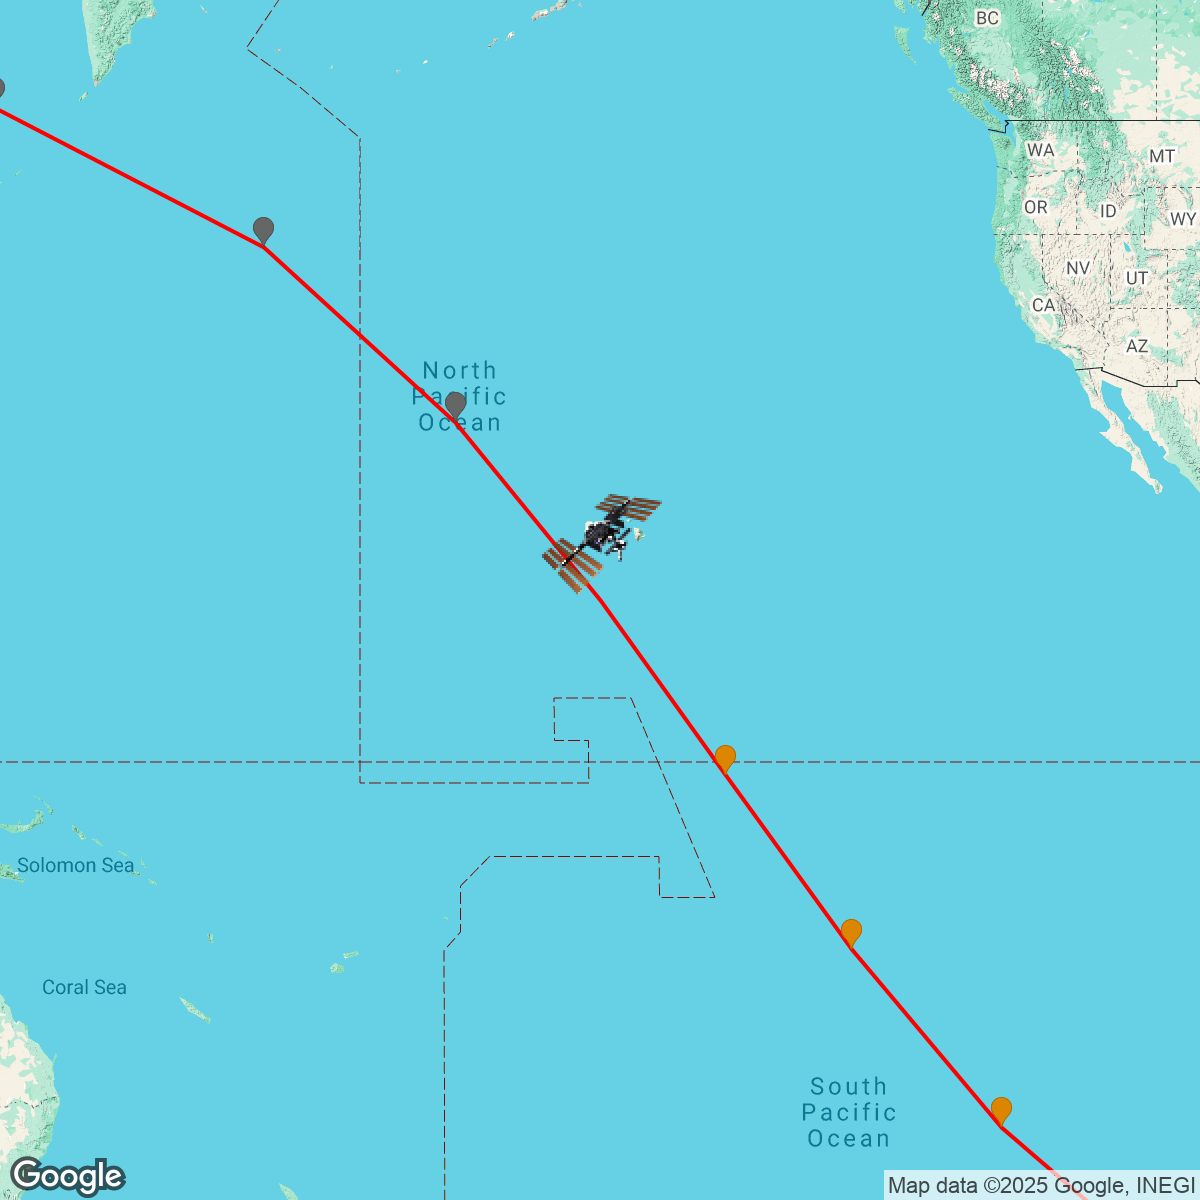 BC
WA
MT
OR
ID
WY
NV
UT
CA
AZ
North
Pacific
Ocean
Solomon Sea
Coral Sea
South
Pacific
Ocean
Google
Map data ©2025 Google, INEGI